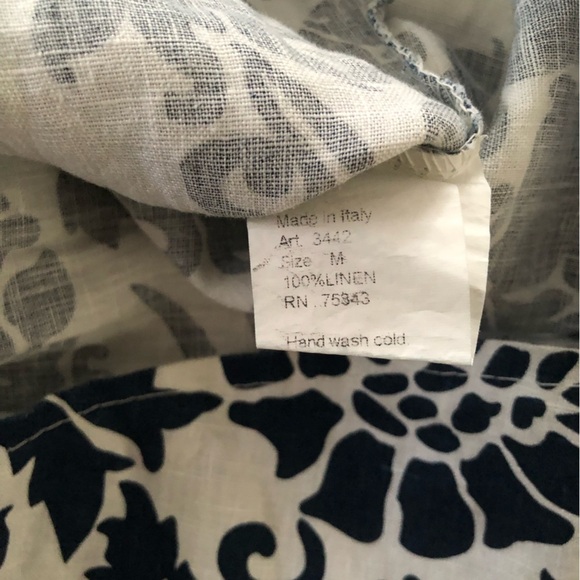 Made in Italy
Art. 3442
Size M
100%LINEN
RN 75843
Hand wash cold